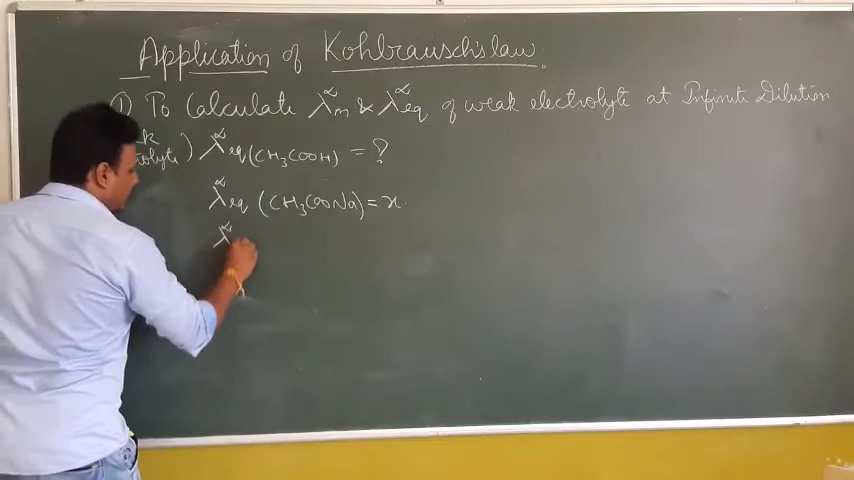 Application of Kohlrausch's law
① To Calculate λ∞m & λ∞eq of weak electrolyte at Infinite Dilution
) λ∞eq (CH3COOH) = ?
λ∞eq (CH3COONa) = x
λ∞